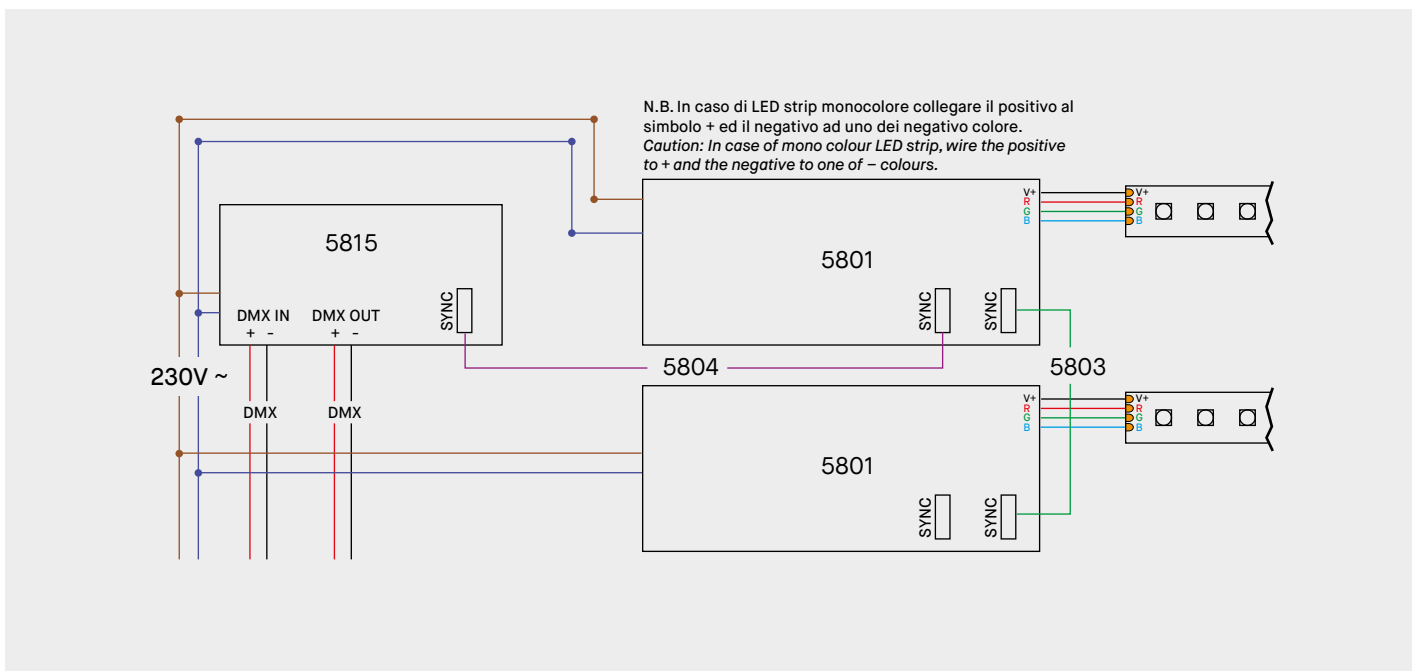 N.B. In caso di LED strip monocolore collegare il positivo al
simbolo + ed il negativo ad uno dei negativo colore.
Caution: In case of mono colour LED strip, wire the positive
to + and the negative to one of – colours.
5815
DMX IN DMX OUT
+ - + -
SYNC
230V ~
DMX DMX
5801
V+
R
G
B
SYNC SYNC
V+
R
G
B
5804
5803
5801
V+
R
G
B
SYNC SYNC
V+
R
G
B